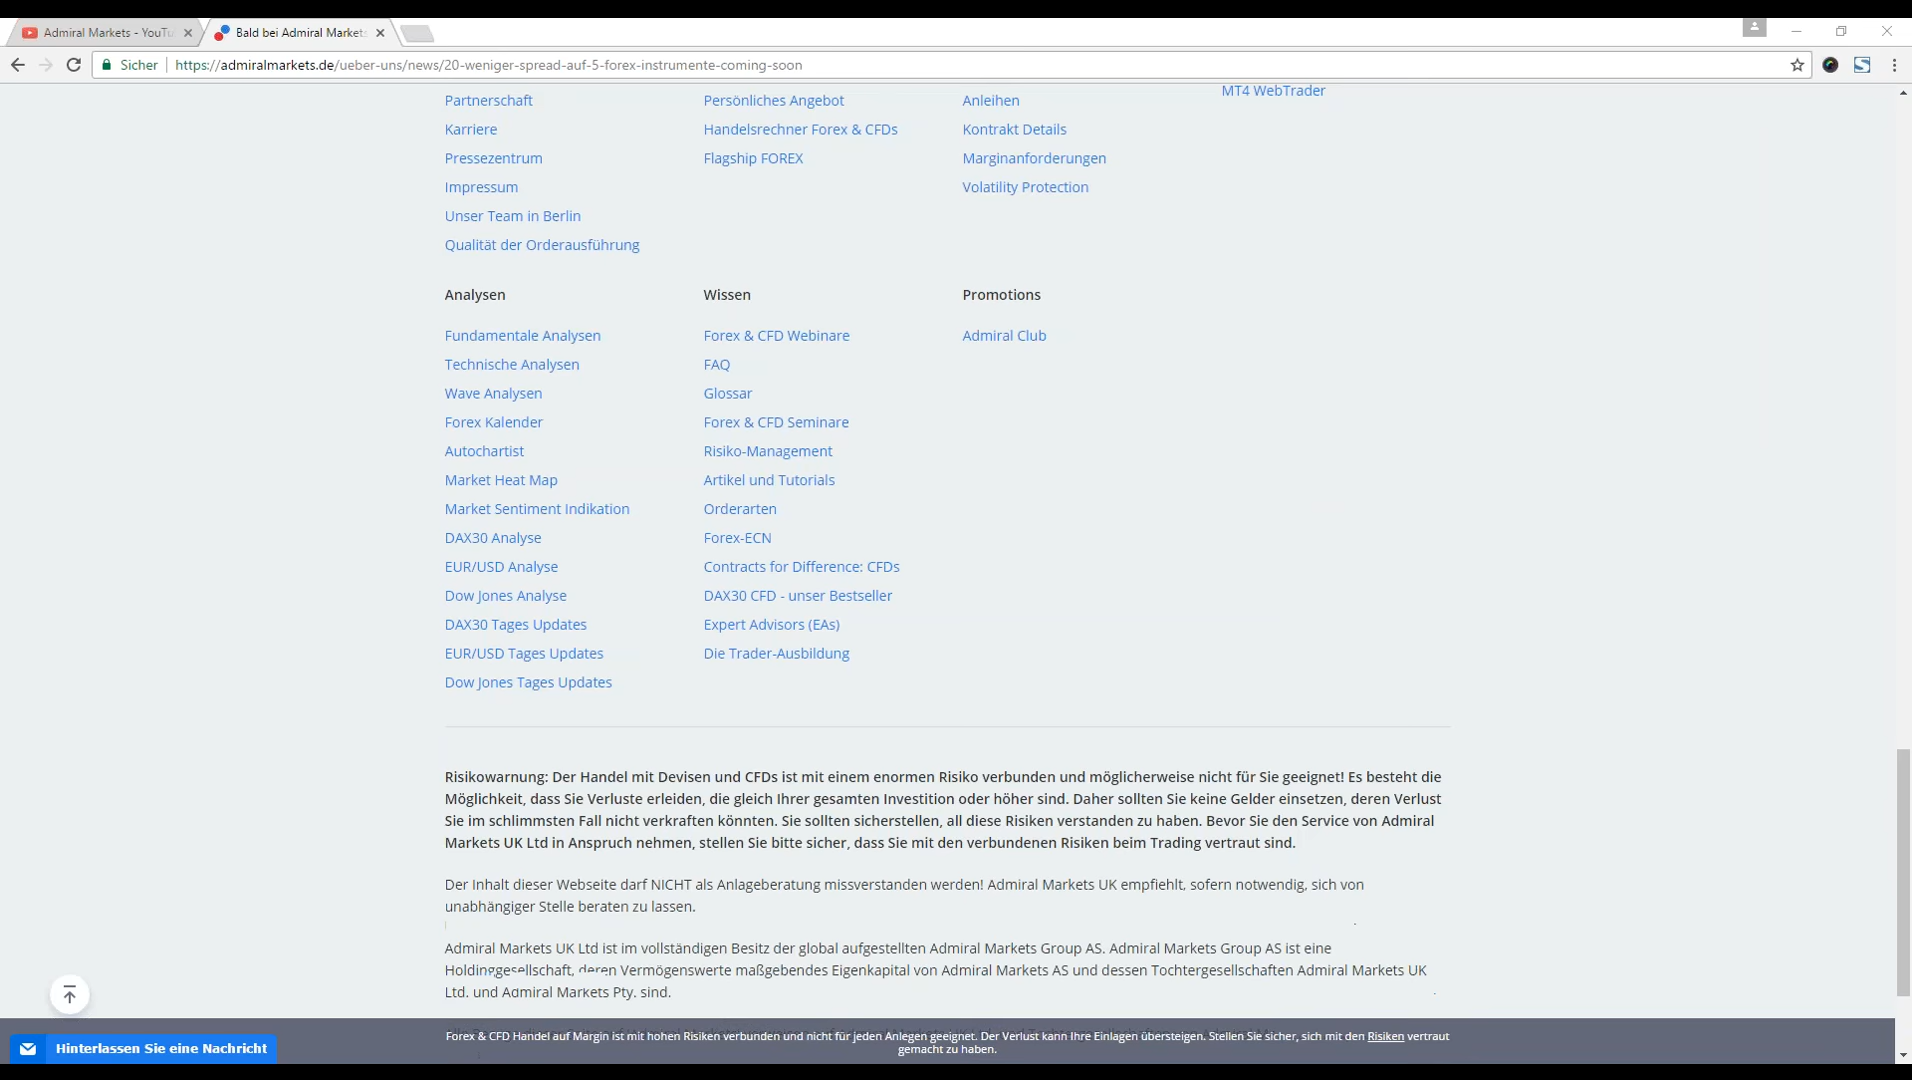 Admiral Markets - YouTu
Bald bei Admiral Markets
Sicher
https://admiralmarkets.de/ueber-uns/news/20-weniger-spread-auf-5-forex-instrumente-coming-soon
Partnerschaft
Karriere
Pressezentrum
Impressum
Unser Team in Berlin
Qualität der Orderausführung
Persönliches Angebot
Handelsrechner Forex & CFDs
Flagship FOREX
Anleihen
Kontrakt Details
Marginanforderungen
Volatility Protection
MT4 WebTrader
Analysen
Fundamentale Analysen
Technische Analysen
Wave Analysen
Forex Kalender
Autochartist
Market Heat Map
Market Sentiment Indikation
DAX30 Analyse
EUR/USD Analyse
Dow Jones Analyse
DAX30 Tages Updates
EUR/USD Tages Updates
Dow Jones Tages Updates
Wissen
Forex & CFD Webinare
FAQ
Glossar
Forex & CFD Seminare
Risiko-Management
Artikel und Tutorials
Orderarten
Forex-ECN
Contracts for Difference: CFDs
DAX30 CFD - unser Bestseller
Expert Advisors (EAs)
Die Trader-Ausbildung
Promotions
Admiral Club
Risikowarnung: Der Handel mit Devisen und CFDs ist mit einem enormen Risiko verbunden und möglicherweise nicht für Sie geeignet! Es besteht die
Möglichkeit, dass Sie Verluste erleiden, die gleich Ihrer gesamten Investition oder höher sind. Daher sollten Sie keine Gelder einsetzen, deren Verlust
Sie im schlimmsten Fall nicht verkraften könnten. Sie sollten sicherstellen, all diese Risiken verstanden zu haben. Bevor Sie den Service von Admiral
Markets UK Ltd in Anspruch nehmen, stellen Sie bitte sicher, dass Sie mit den verbundenen Risiken beim Trading vertraut sind.
Der Inhalt dieser Webseite darf NICHT als Anlageberatung missverstanden werden! Admiral Markets UK empfiehlt, sofern notwendig, sich von
unabhängiger Stelle beraten zu lassen.
Admiral Markets UK Ltd ist im vollständigen Besitz der global aufgestellten Admiral Markets Group AS. Admiral Markets Group AS ist eine
Holdinggesellschaft, deren Vermögenswerte maßgebendes Eigenkapital von Admiral Markets AS und dessen Tochtergesellschaften Admiral Markets UK
Ltd. und Admiral Markets Pty. sind.
Forex & CFD Handel auf Margin ist mit hohen Risiken verbunden und nicht für jeden Anlegen geeignet. Der Verlust kann Ihre Einlagen übersteigen. Stellen Sie sicher, sich mit den Risiken vertraut
gemacht zu haben.
Hinterlassen Sie eine Nachricht